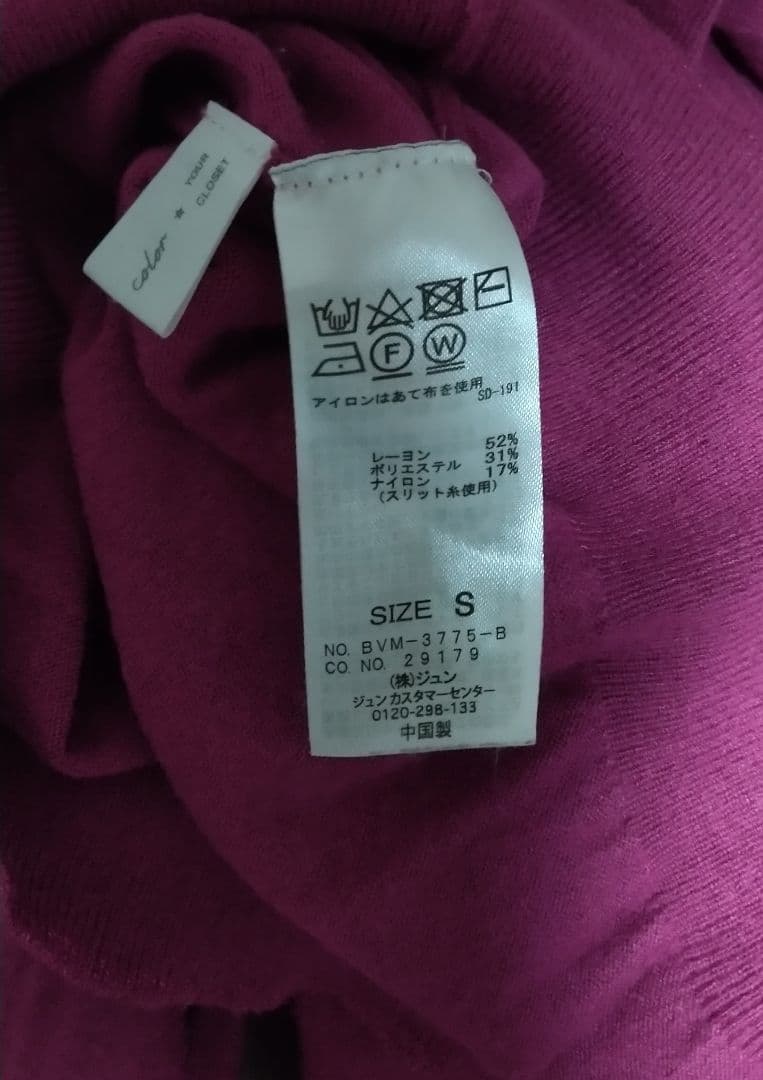 color ★ YOUR
CLOSET
F W
アイロンはあて布を使用
SD-191
レーヨン 52%
ポリエステル 31%
ナイロン 17%
(スリット糸使用)
SIZE S
NO. BVM-3775-B
CO. NO. 29179
(株)ジュン
ジュンカスタマーセンター
0120-298-133
中国製